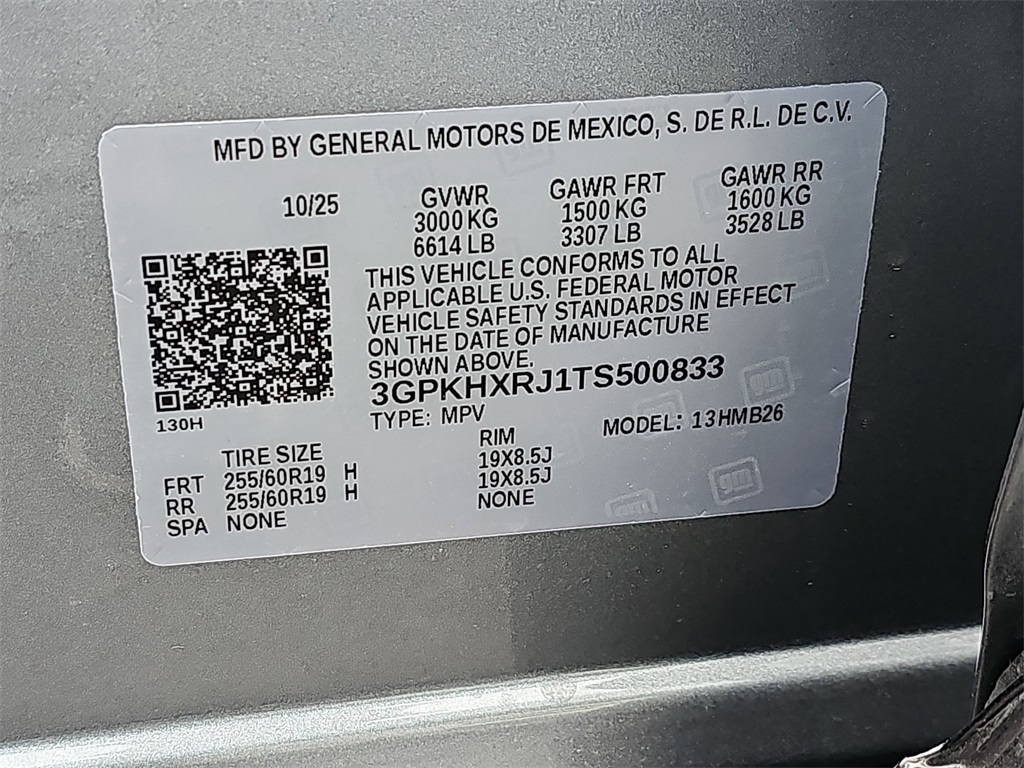 MFD BY GENERAL MOTORS DE MEXICO, S. DE R.L. DE C.V.
10/25
GVWR
3000 KG
6614 LB
GAWR FRT
1500 KG
3307 LB
GAWR RR
1600 KG
3528 LB
THIS VEHICLE CONFORMS TO ALL
APPLICABLE U.S. FEDERAL MOTOR
VEHICLE SAFETY STANDARDS IN EFFECT
ON THE DATE OF MANUFACTURE
SHOWN ABOVE.
3GPKHXRJ1TS500833
130H
TYPE: MPV
MODEL: 13HMB26
TIRE SIZE
RIM
FRT 255/60R19 H 19X8.5J
RR 255/60R19 H 19X8.5J
SPA NONE NONE
gm
gm
gm